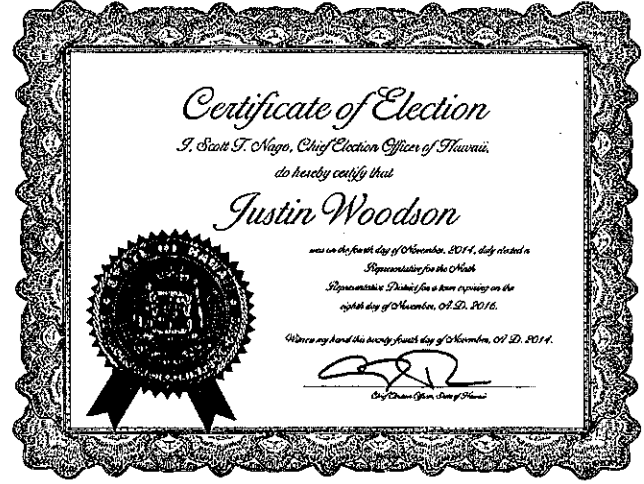 Certificate of Election
I, Scott T. Nago, Chief Election Officer of Hawaii,
do hereby certify that
Justin Woodson
was on the fourth day of November, 2014, duly elected a
Representative for the Ninth
Representative District for a term expiring on the
eighth day of November, A.D. 2016.
Witness my hand this twenty fourth day of November, A.D. 2014.
Chief Election Officer, State of Hawaii
STATE OF HAWAII